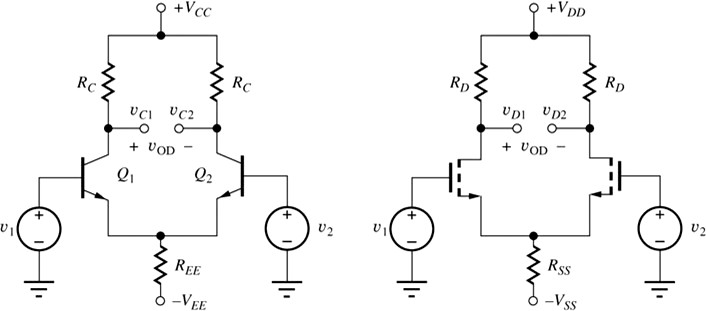 +V_CC
R_C R_C
v_C1 v_C2
+ v_OD −
Q_1 Q_2
v_1 + − + − v_2
R_EE
−V_EE
+V_DD
R_D R_D
v_D1 v_D2
+ v_OD −
v_1 + − + − v_2
R_SS
−V_SS